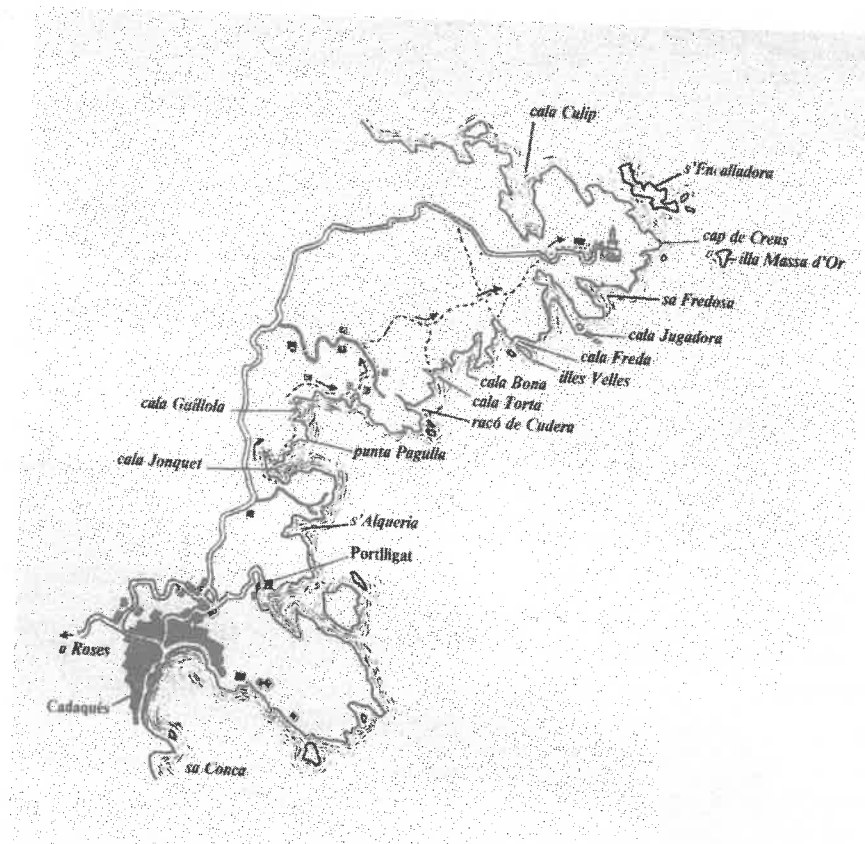 cala Culip
s'Encalladora
cap de Creus
illa Massa d'Or
sa Fredosa
cala Jugadora
cala Freda
illes Velles
cala Bona
cala Torta
racó de Cudera
cala Guillola
punta Pagulla
cala Jonquet
s'Alqueria
Portlligat
a Roses
Cadaqués
sa Conca